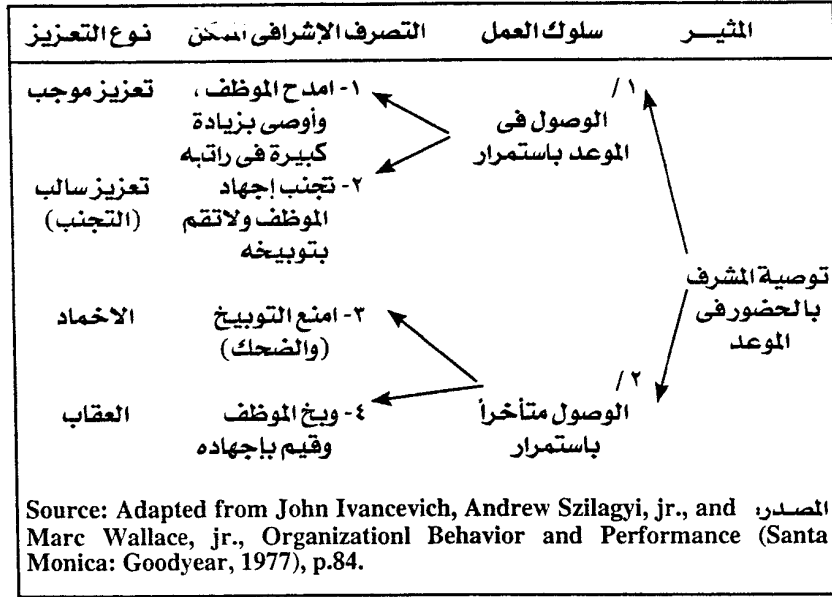 المثيـــر سلوك العمل التصرف الإشرافى الممكن نوع التعزيز
١/ الوصول فى
الموعد باستمرار
١- امدح الموظف ،
وأوصى بزيادة
كبيرة فى راتبه
تعزيز موجب
٢- تجنب إجهاد
الموظف ولاتقم
بتوبيخه
تعزيز سالب
(التجنب)
توصية المشرف
بالحضور فى
الموعد
٣- امنع التوبيخ
(والضحك)
الاخماد
٢/
الوصول متأخراً
باستمرار
٤- وبخ الموظف
وقيم بإجهاده
العقاب
المصدر: Source: Adapted from John Ivancevich, Andrew Szilagyi, jr., and
Marc Wallace, jr., Organizationl Behavior and Performance (Santa
Monica: Goodyear, 1977), p.84.